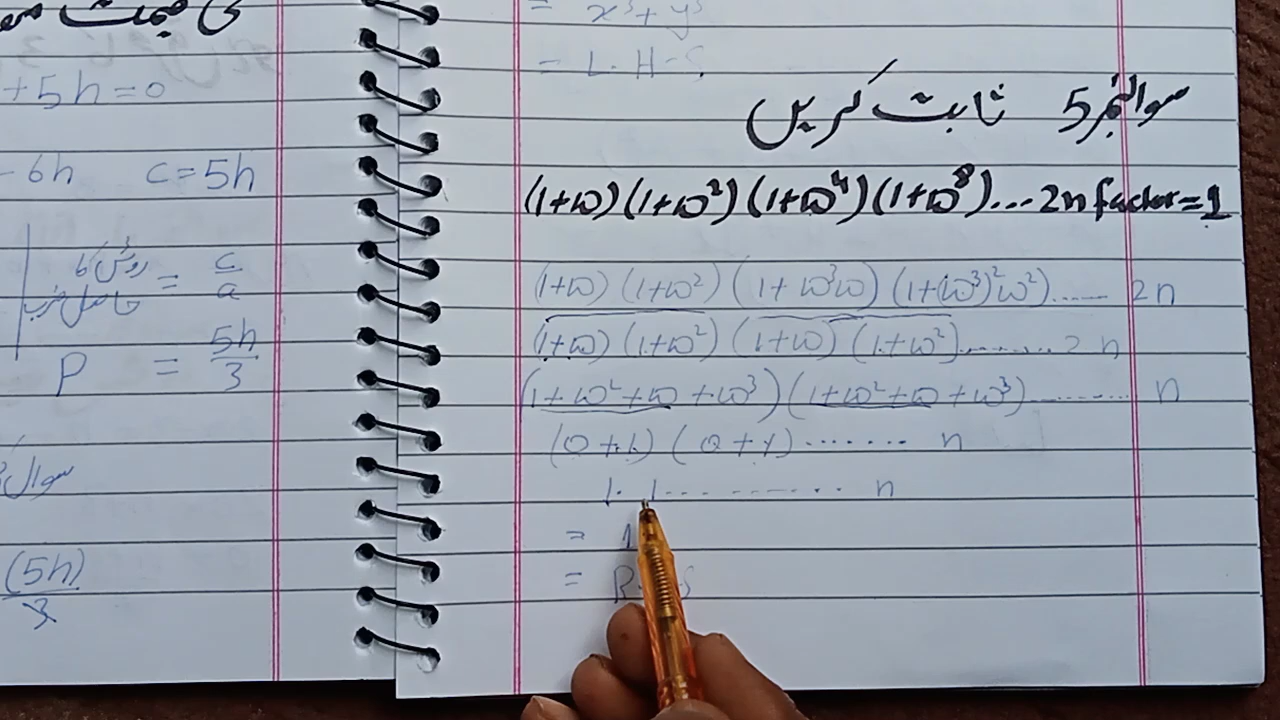 +5h=0
-6h c=5h
روٹس کا حاصل ضرب = c/a
P = 5h/3
سوال
(5h)/3
= x³+y³
= L.H.S
سوال نمبر 5 ثابت کریں
(1+ω)(1+ω²)(1+ω⁴)(1+ω⁸)... 2n factor=1
(1+ω)(1+ω²)(1+ω³ω)(1+(ω³)²ω²)...... 2n
(1+ω)(1+ω²)(1+ω)(1+ω²)......... 2n
(1+ω²+ω+ω³)(1+ω²+ω+ω³).......... n
(0+1)(0+1)........ n
1. 1............ n
= 1
= R.H.S